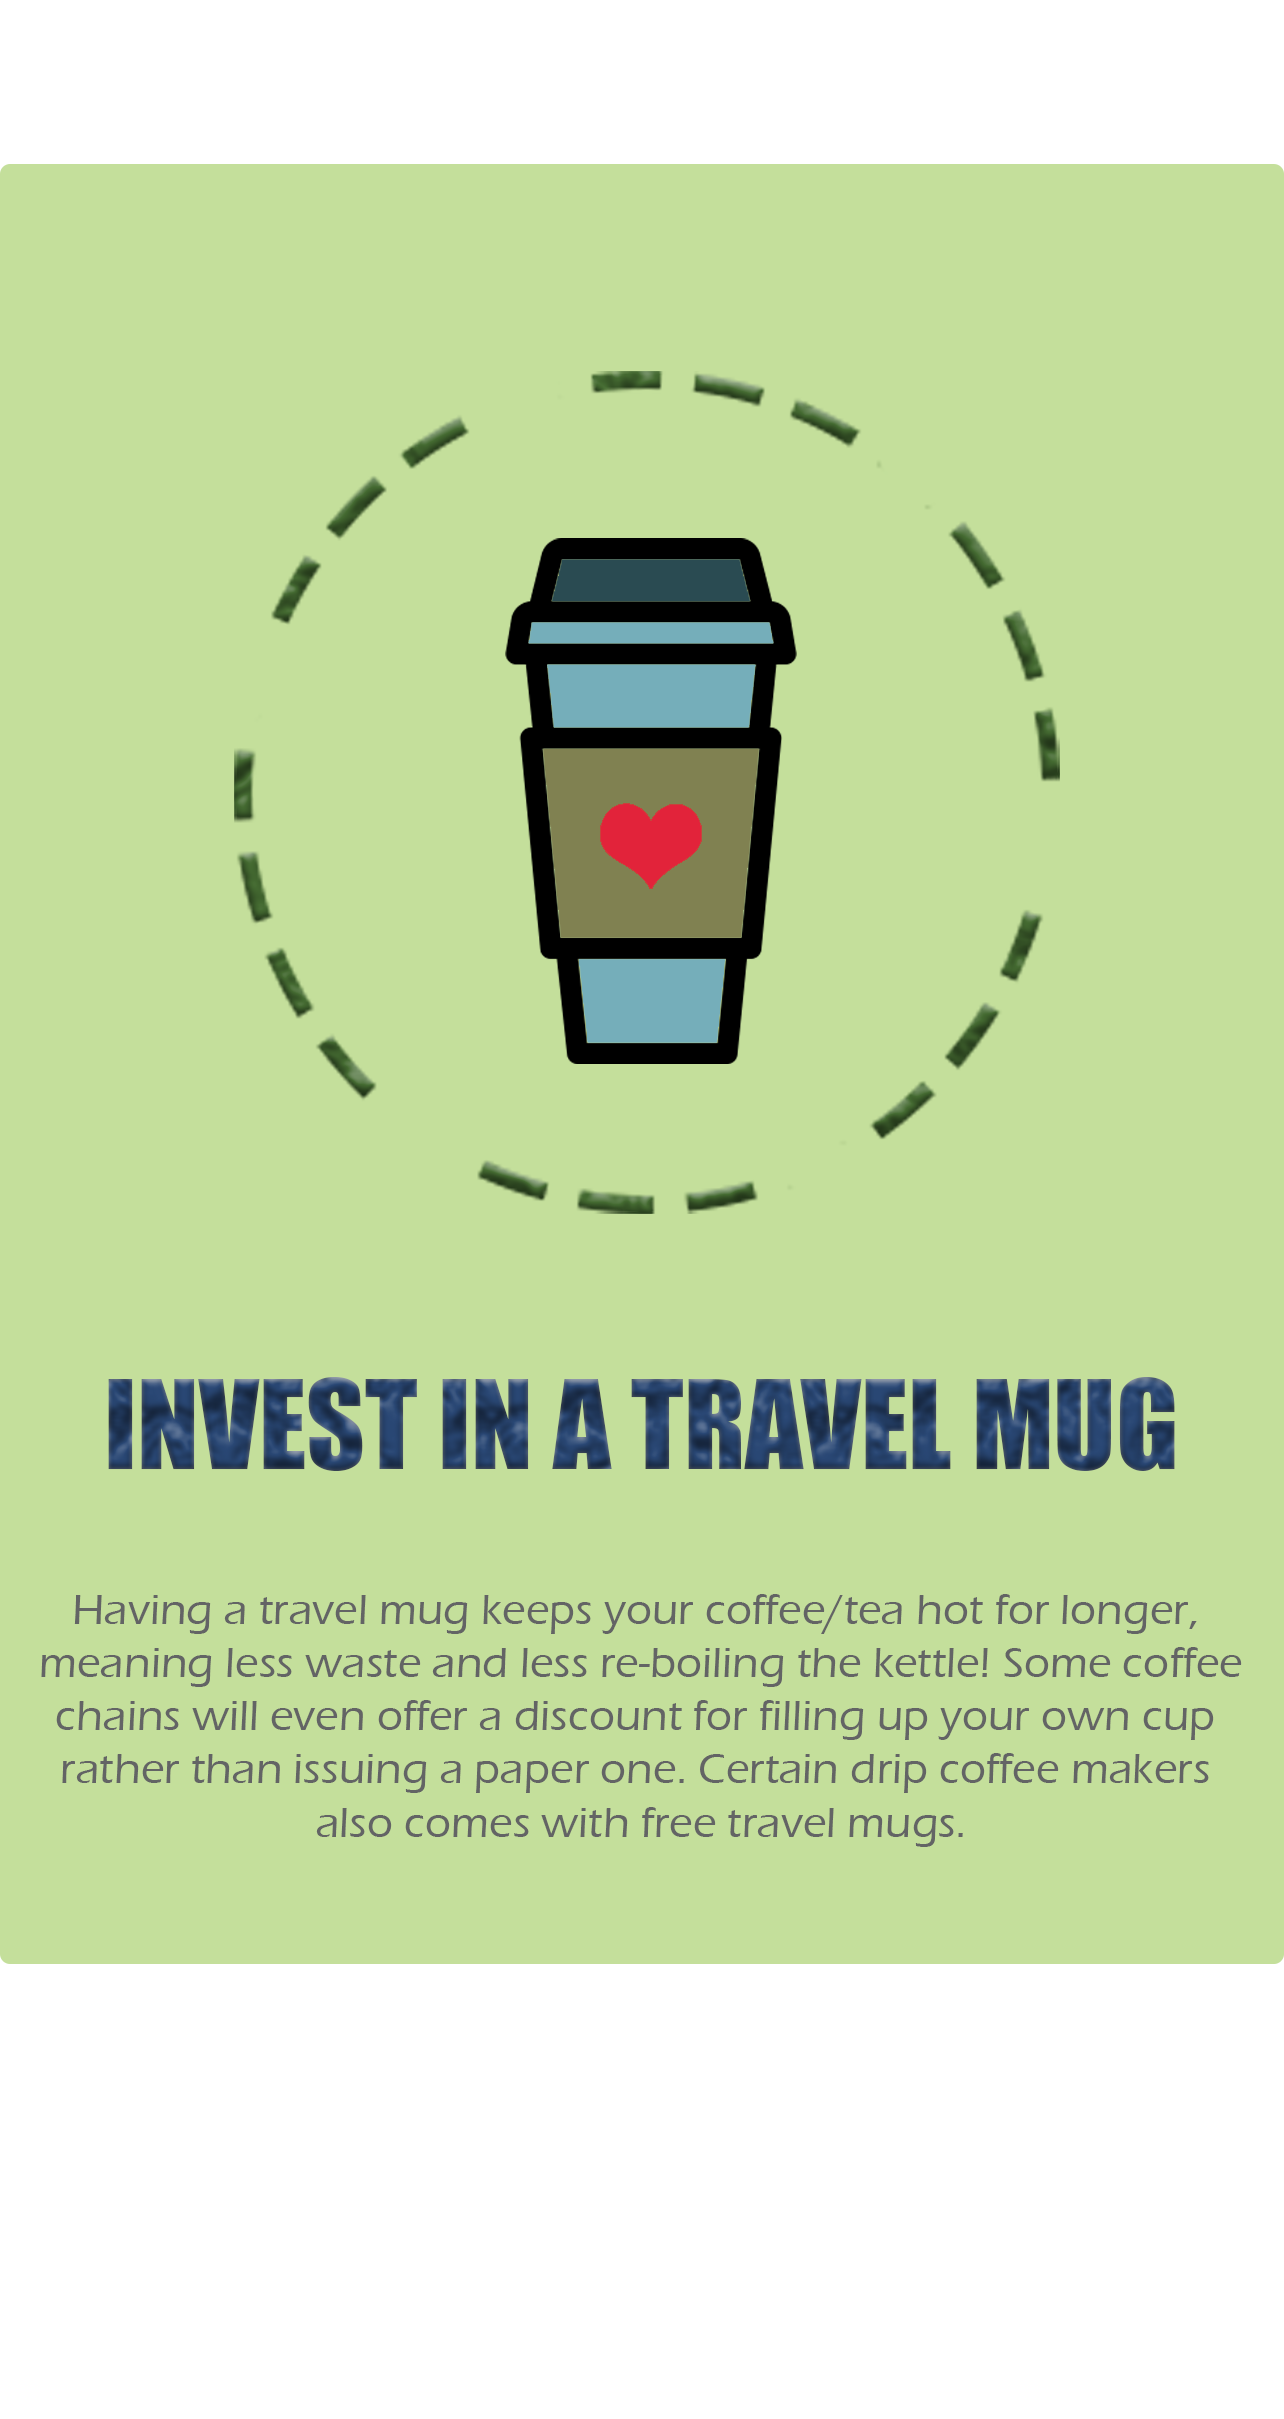 INVEST IN A TRAVEL MUG
Having a travel mug keeps your coffee/tea hot for longer,
meaning less waste and less re-boiling the kettle! Some coffee
chains will even offer a discount for filling up your own cup
rather than issuing a paper one. Certain drip coffee makers
also comes with free travel mugs.